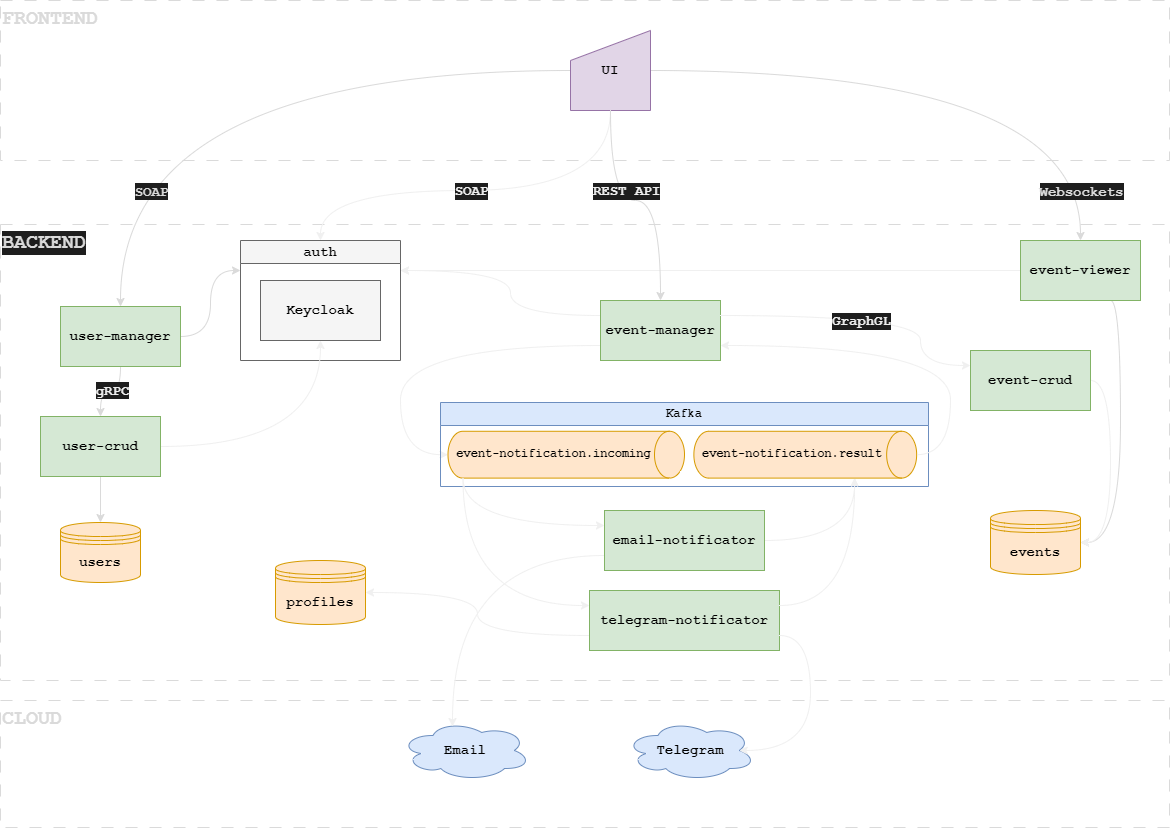 FRONTEND
UI
SOAP
SOAP
REST API
Websockets
BACKEND
auth
Keycloak
event-viewer
user-manager
event-manager
GraphGL
event-crud
gRPC
user-crud
Kafka
event-notification.incoming
event-notification.result
users
email-notificator
events
profiles
telegram-notificator
CLOUD
Email
Telegram